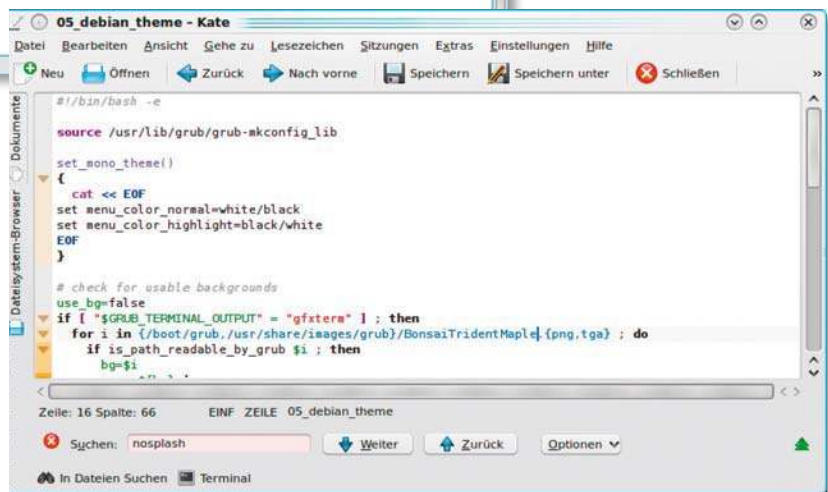 05_debian_theme – Kate
Datei Bearbeiten Ansicht Gehe zu Lesezeichen Sitzungen Extras Einstellungen Hilfe
Neu Öffnen Zurück Nach vorne Speichern Speichern unter Schließen »
Dokumente
Dateisystem-Browser
#!/bin/bash -e
source /usr/lib/grub/grub-mkconfig_lib
set_mono_theme()
{
cat << EOF
set menu_color_normal=white/black
set menu_color_highlight=black/white
EOF
}
# check for usable backgrounds
use_bg=false
if [ "$GRUB_TERMINAL_OUTPUT" = "gfxterm" ] ; then
for i in {/boot/grub,/usr/share/images/grub}/BonsaiTridentMaple.{png,tga} ; do
if is_path_readable_by_grub $i ; then
bg=$i
Zeile: 16 Spalte: 66 EINF ZEILE 05_debian_theme
Suchen: nosplash Weiter Zurück Optionen
In Dateien Suchen Terminal